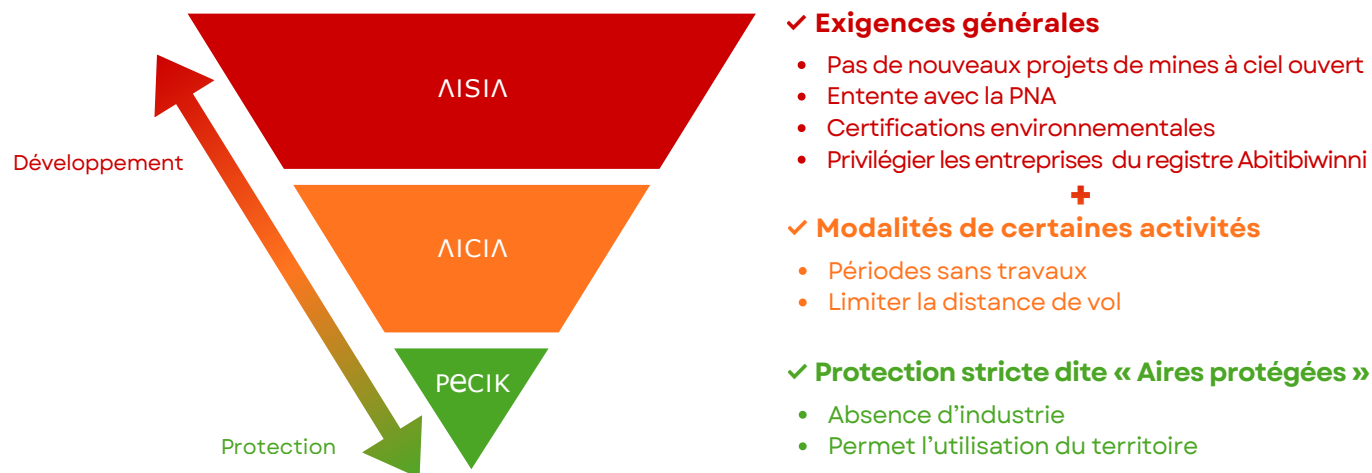 ΛISIΛ
Développement
ΛICIΛ
PeCIK
Protection
✓ Exigences générales
• Pas de nouveaux projets de mines à ciel ouvert
• Entente avec la PNA
• Certifications environnementales
• Privilégier les entreprises du registre Abitibiwinni
+
✓ Modalités de certaines activités
• Périodes sans travaux
• Limiter la distance de vol
✓ Protection stricte dite « Aires protégées »
• Absence d’industrie
• Permet l’utilisation du territoire